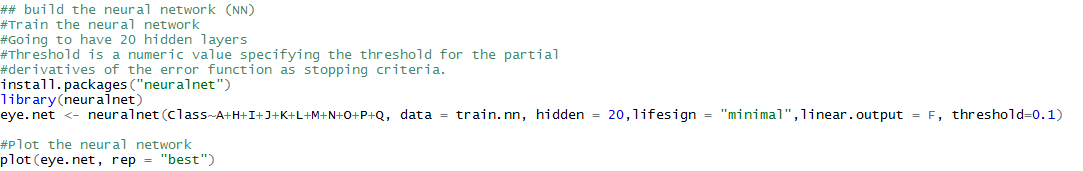 ## build the neural network (NN)
#Train the neural network
#Going to have 20 hidden layers
#Threshold is a numeric value specifying the threshold for the partial
#derivatives of the error function as stopping criteria.
install.packages("neuralnet")
library(neuralnet)
eye.net <- neuralnet(Class~A+H+I+J+K+L+M+N+O+P+Q, data = train.nn, hidden = 20,lifesign = "minimal",linear.output = F, threshold=0.1)
#Plot the neural network
plot(eye.net, rep = "best")